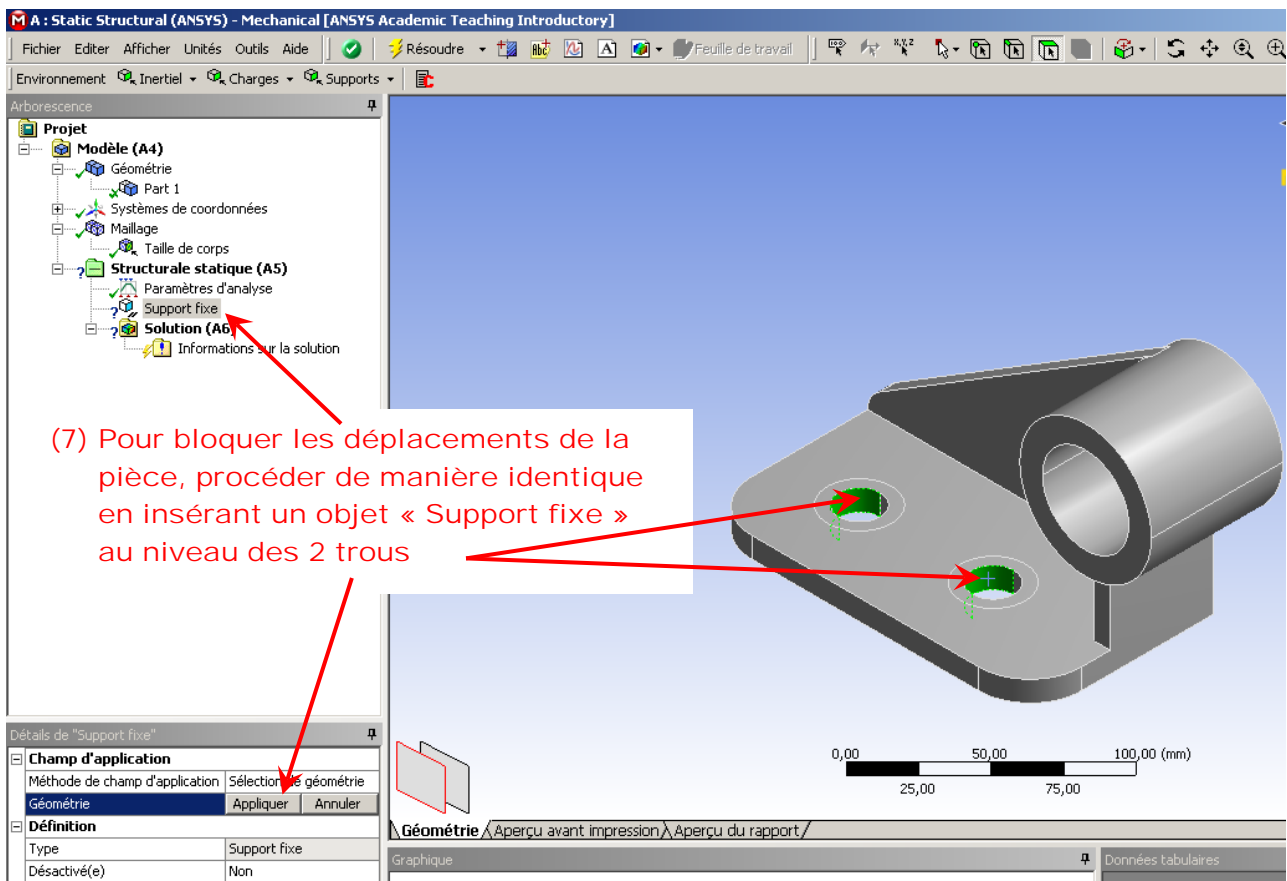 A : Static Structural (ANSYS) - Mechanical [ANSYS Academic Teaching Introductory]
Fichier Editer Afficher Unités Outils Aide Résoudre Feuille de travail
Environnement Inertiel Charges Supports
Arborescence
Projet
Modèle (A4)
Géométrie
Part 1
Systèmes de coordonnées
Maillage
Taille de corps
Structurale statique (A5)
Paramètres d'analyse
Support fixe
Solution (A6)
Informations sur la solution
(7) Pour bloquer les déplacements de la
pièce, procéder de manière identique
en insérant un objet « Support fixe »
au niveau des 2 trous
Détails de "Support fixe"
Champ d'application
Méthode de champ d'application Sélection de géométrie
Géométrie Appliquer Annuler
Définition
Type Support fixe
Désactivé(e) Non
0,00 50,00 100,00 (mm)
25,00 75,00
Géométrie Aperçu avant impression Aperçu du rapport
Graphique Données tabulaires